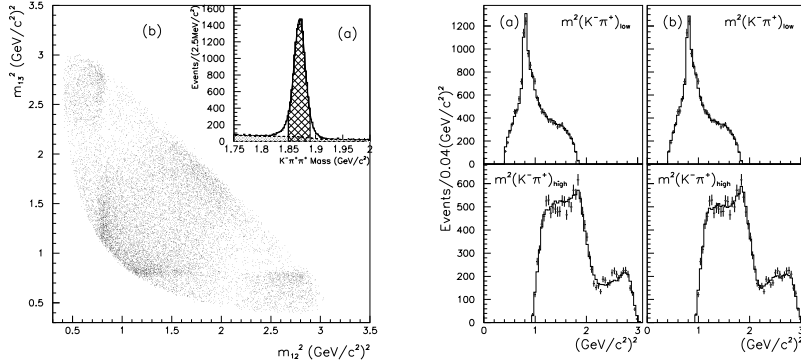 m₁₃² (GeV/c²)²
3.5
3
2.5
2
1.5
1
0.5
(b)
(a)
Events/(2.5MeV/c²)
1600
1400
1200
1000
800
600
400
200
0
1.75 1.8 1.85 1.9 1.95 2
K⁻π⁺π⁺ Mass (GeV/c²)
0.5 1 1.5 2 2.5 3 3.5
m₁₂² (GeV/c²)²
Events/0.04(GeV/c²)²
(a) m²(K⁻π⁺)low
(b) m²(K⁻π⁺)low
1200
1000
800
600
400
200
0
m²(K⁻π⁺)high
m²(K⁻π⁺)high
600
500
400
300
200
100
0
0 1 2 3
0 1 2 3
(GeV/c²)²
(GeV/c²)²